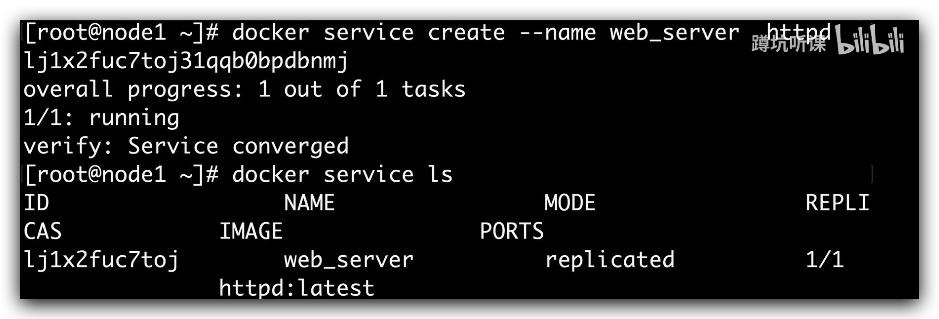 [root@node1 ~]# docker service create --name web_server httpd
蹲坑听课 bilibili
lj1x2fuc7toj31qqb0bpdbnmj
overall progress: 1 out of 1 tasks
1/1: running
verify: Service converged
[root@node1 ~]# docker service ls
ID NAME MODE REPLI
CAS IMAGE PORTS
lj1x2fuc7toj web_server replicated 1/1
httpd:latest